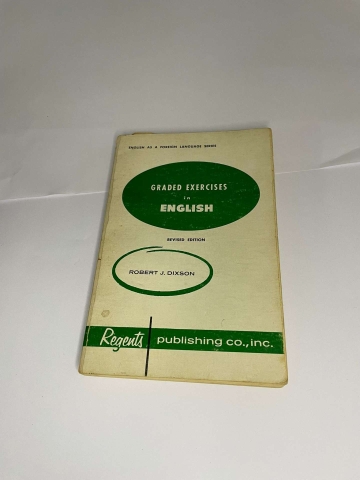 ENGLISH AS A FOREIGN LANGUAGE SERIES
GRADED EXERCISES
in
ENGLISH
REVISED EDITION
ROBERT J. DIXSON
Regents publishing co., inc.